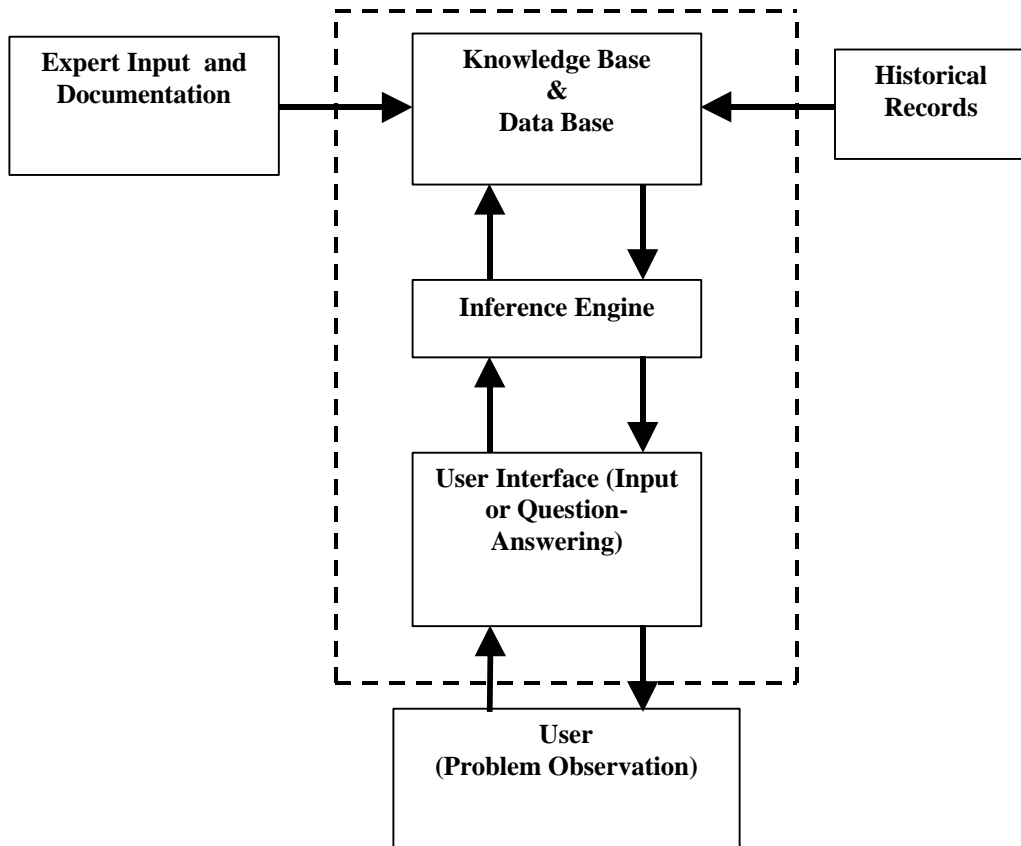 Expert Input and
Documentation
Knowledge Base
&
Data Base
Historical
Records
Inference Engine
User Interface (Input
or Question-
Answering)
User
(Problem Observation)